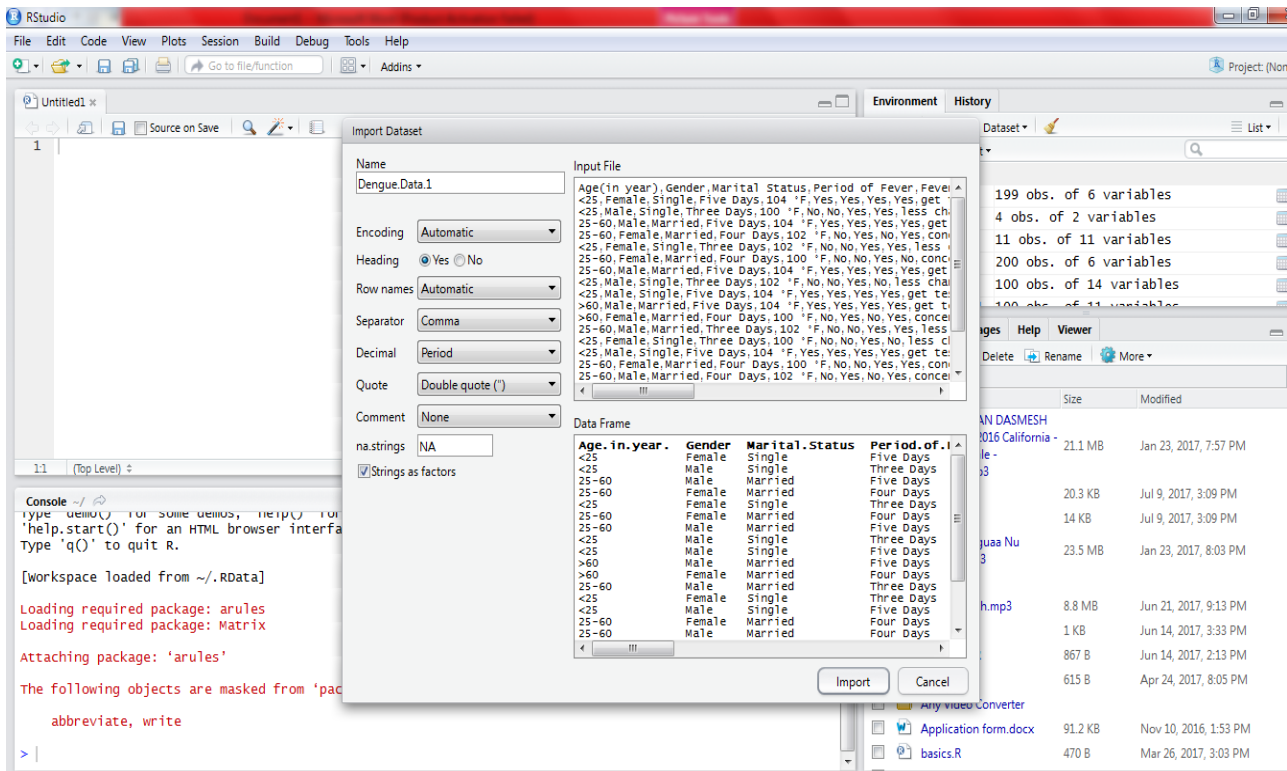 RStudio
File Edit Code View Plots Session Build Debug Tools Help
Go to file/function
Addins
Project: (Non
Untitled1 ×
Source on Save
1
1:1 (Top Level)
Console ~/
'help.start()' for an HTML browser interfa
Type 'q()' to quit R.
[Workspace loaded from ~/.RData]
Loading required package: arules
Loading required package: Matrix
Attaching package: ‘arules’
The following objects are masked from ‘pac
abbreviate, write
>
Import Dataset
Name
Dengue.Data.1
Encoding Automatic
Heading Yes No
Row names Automatic
Separator Comma
Decimal Period
Quote Double quote (")
Comment None
na.strings NA
Strings as factors
Input File
Age(in year),Gender,Marital Status,Period of Fever,Feve
<25,Female,Single,Five Days,104 °F,Yes,Yes,Yes,Yes,get
<25,Male,Single,Three Days,100 °F,No,No,Yes,Yes,less ch
25-60,Male,Married,Five Days,104 °F,Yes,Yes,Yes,Yes,get
25-60,Female,Married,Four Days,102 °F,No,Yes,No,Yes,con
<25,Female,Single,Three Days,102 °F,No,No,Yes,Yes,less
25-60,Female,Married,Four Days,100 °F,No,Yes,Yes,No,conc
25-60,Male,Married,Five Days,104 °F,Yes,Yes,Yes,Yes,get
<25,Male,Single,Three Days,102 °F,No,No,Yes,No,less cha
<25,Male,Single,Five Days,104 °F,Yes,Yes,Yes,Yes,get te
>60,Male,Married,Five Days,104 °F,Yes,Yes,Yes,Yes,get t
>60,Female,Married,Four Days,100 °F,No,Yes,No,Yes,conce
25-60,Male,Married,Three Days,102 °F,No,No,Yes,Yes,less
<25,Female,Single,Three Days,100 °F,No,No,Yes,No,less c
<25,Male,Single,Five Days,104 °F,Yes,Yes,Yes,Yes,get te
25-60,Female,Married,Four Days,100 °F,No,Yes,No,Yes,con
25-60,Male,Married,Four Days,102 °F,No,Yes,No,Yes,conce
Data Frame
Age.in.year. Gender Marital.Status Period.of.
<25 Female Single Five Days
<25 Male Single Three Days
25-60 Male Married Five Days
25-60 Female Married Four Days
<25 Female Single Three Days
25-60 Female Married Four Days
25-60 Male Married Five Days
<25 Male Single Three Days
<25 Male Single Five Days
>60 Male Married Five Days
>60 Female Married Four Days
25-60 Male Married Three Days
<25 Female Single Three Days
<25 Male Single Five Days
25-60 Female Married Four Days
25-60 Male Married Four Days
Import Cancel
Environment History
Dataset
List
199 obs. of 6 variables
4 obs. of 2 variables
11 obs. of 11 variables
200 obs. of 6 variables
100 obs. of 14 variables
100 obs. of 11 variables
ages Help Viewer
Delete Rename More
Size Modified
AN DASMESH
2016 California -
le -
p3
21.1 MB Jan 23, 2017, 7:57 PM
20.3 KB Jul 9, 2017, 3:09 PM
14 KB Jul 9, 2017, 3:09 PM
guaa Nu
3
23.5 MB Jan 23, 2017, 8:03 PM
h.mp3 8.8 MB Jun 21, 2017, 9:13 PM
1 KB Jun 14, 2017, 3:33 PM
867 B Jun 14, 2017, 2:13 PM
615 B Apr 24, 2017, 8:05 PM
Any Video Converter
Application form.docx 91.2 KB Nov 10, 2016, 1:53 PM
basics.R 470 B Mar 26, 2017, 3:03 PM